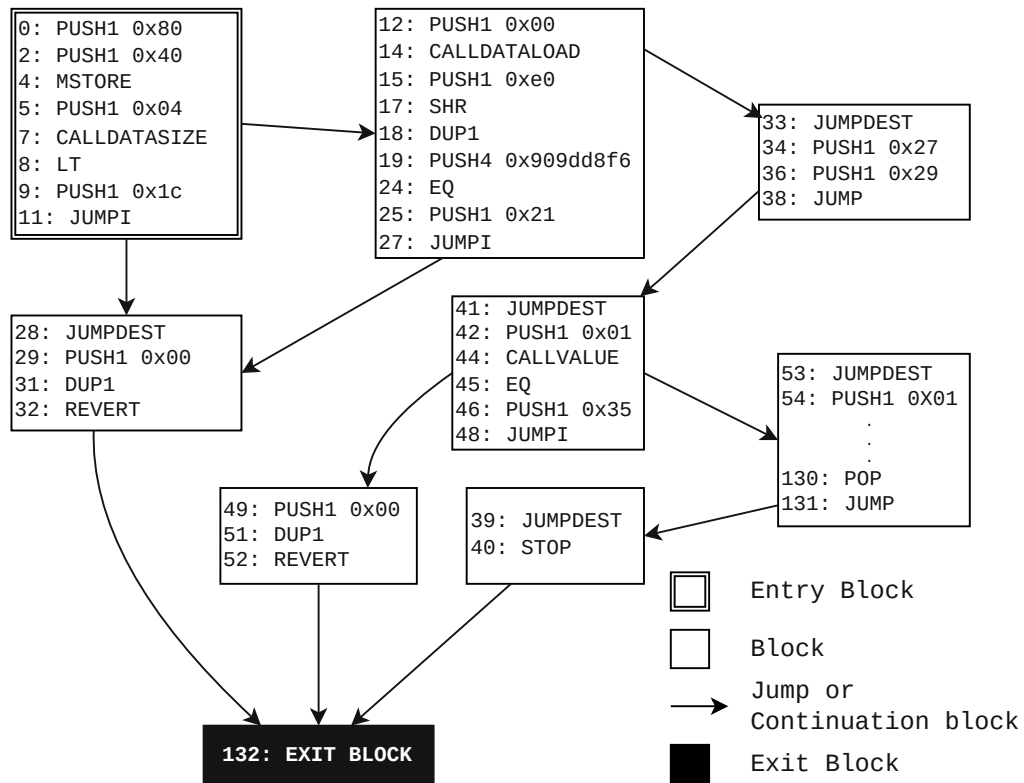 0: PUSH1 0x80
2: PUSH1 0x40
4: MSTORE
5: PUSH1 0x04
7: CALLDATASIZE
8: LT
9: PUSH1 0x1c
11: JUMPI
12: PUSH1 0x00
14: CALLDATALOAD
15: PUSH1 0xe0
17: SHR
18: DUP1
19: PUSH4 0x909dd8f6
24: EQ
25: PUSH1 0x21
27: JUMPI
33: JUMPDEST
34: PUSH1 0x27
36: PUSH1 0x29
38: JUMP
28: JUMPDEST
29: PUSH1 0x00
31: DUP1
32: REVERT
41: JUMPDEST
42: PUSH1 0x01
44: CALLVALUE
45: EQ
46: PUSH1 0x35
48: JUMPI
53: JUMPDEST
54: PUSH1 0X01
.
.
.
130: POP
131: JUMP
49: PUSH1 0x00
51: DUP1
52: REVERT
39: JUMPDEST
40: STOP
132: EXIT BLOCK
Entry Block
Block
Jump or
Continuation block
Exit Block